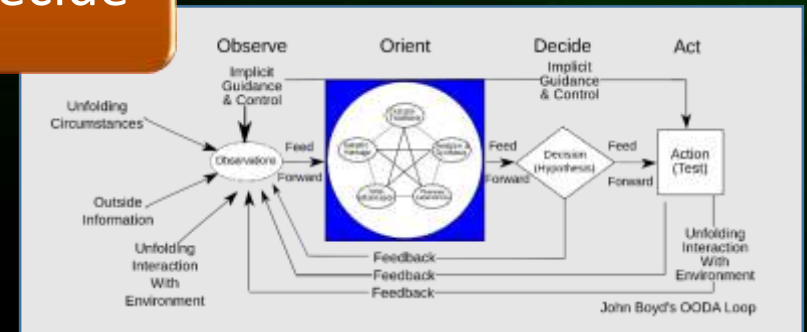 ecide
Observe Orient Decide Act
Implicit
Guidance
& Control
Implicit
Guidance
& Control
Unfolding
Circumstances
Observations
Feed
Forward
Feed
Forward
Decision
(Hypothesis)
Feed
Forward
Action
(Test)
Outside
Information
Unfolding
Interaction
With
Environment
Unfolding
Interaction
With
Environment
Feedback
Feedback
Feedback
John Boyd's OODA Loop